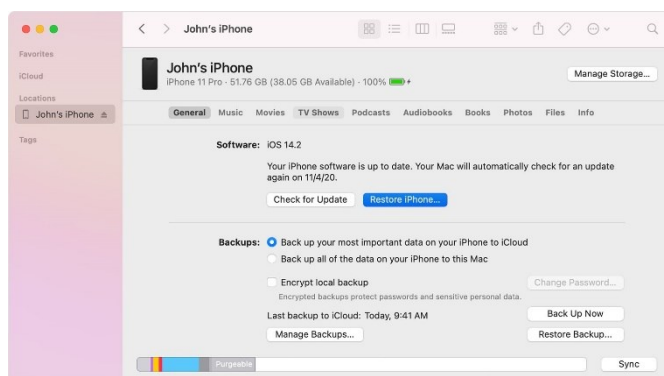 John's iPhone
Favorites
iCloud
Locations
John's iPhone
Tags
John's iPhone
iPhone 11 Pro · 51.76 GB (38.05 GB Available) · 100%
Manage Storage...
General Music Movies TV Shows Podcasts Audiobooks Books Photos Files Info
Software: iOS 14.2
Your iPhone software is up to date. Your Mac will automatically check for an update
again on 11/4/20.
Check for Update Restore iPhone...
Backups: Back up your most important data on your iPhone to iCloud
Back up all of the data on your iPhone to this Mac
Encrypt local backup Change Password...
Encrypted backups protect passwords and sensitive personal data.
Last backup to iCloud: Today, 9:41 AM Back Up Now
Manage Backups... Restore Backup...
Purgeable Sync